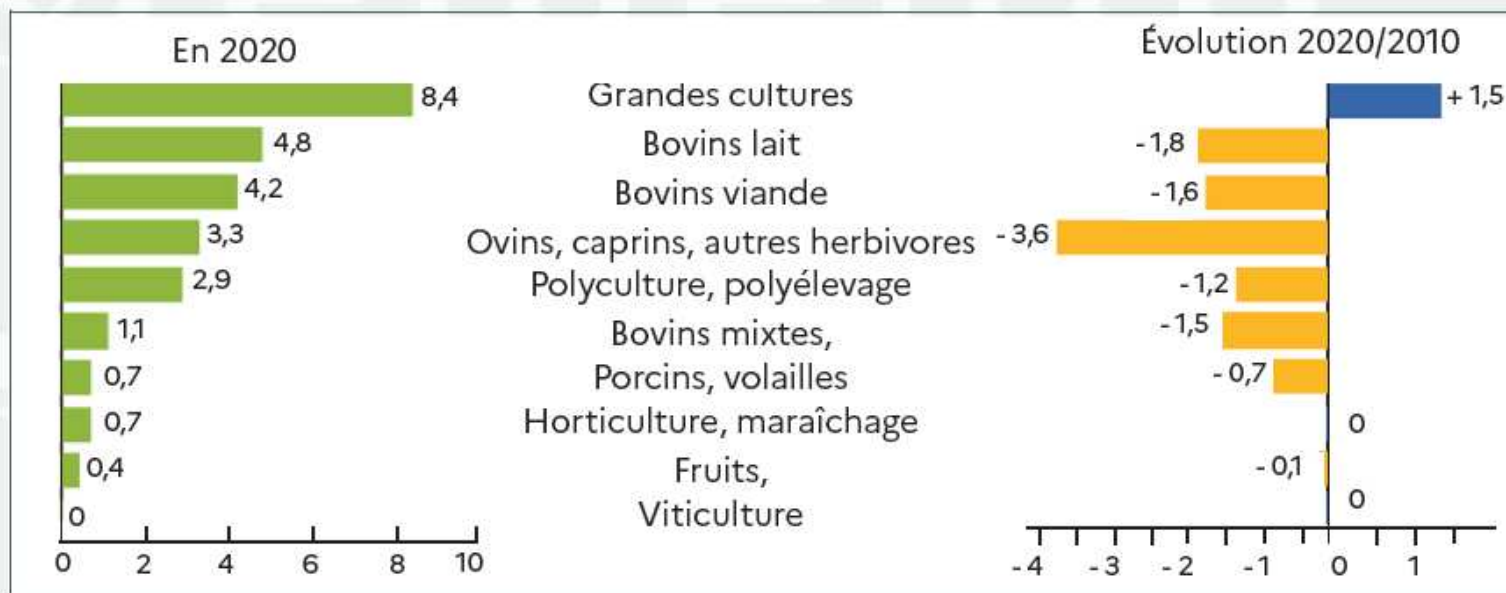 En 2020
Évolution 2020/2010
8,4 Grandes cultures + 1,5
4,8 Bovins lait - 1,8
4,2 Bovins viande - 1,6
3,3 Ovins, caprins, autres herbivores - 3,6
2,9 Polyculture, polyélevage - 1,2
1,1 Bovins mixtes, - 1,5
0,7 Porcins, volailles - 0,7
0,7 Horticulture, maraîchage 0
0,4 Fruits, - 0,1
0 Viticulture 0
0 2 4 6 8 10
- 4 - 3 - 2 -1 0 1